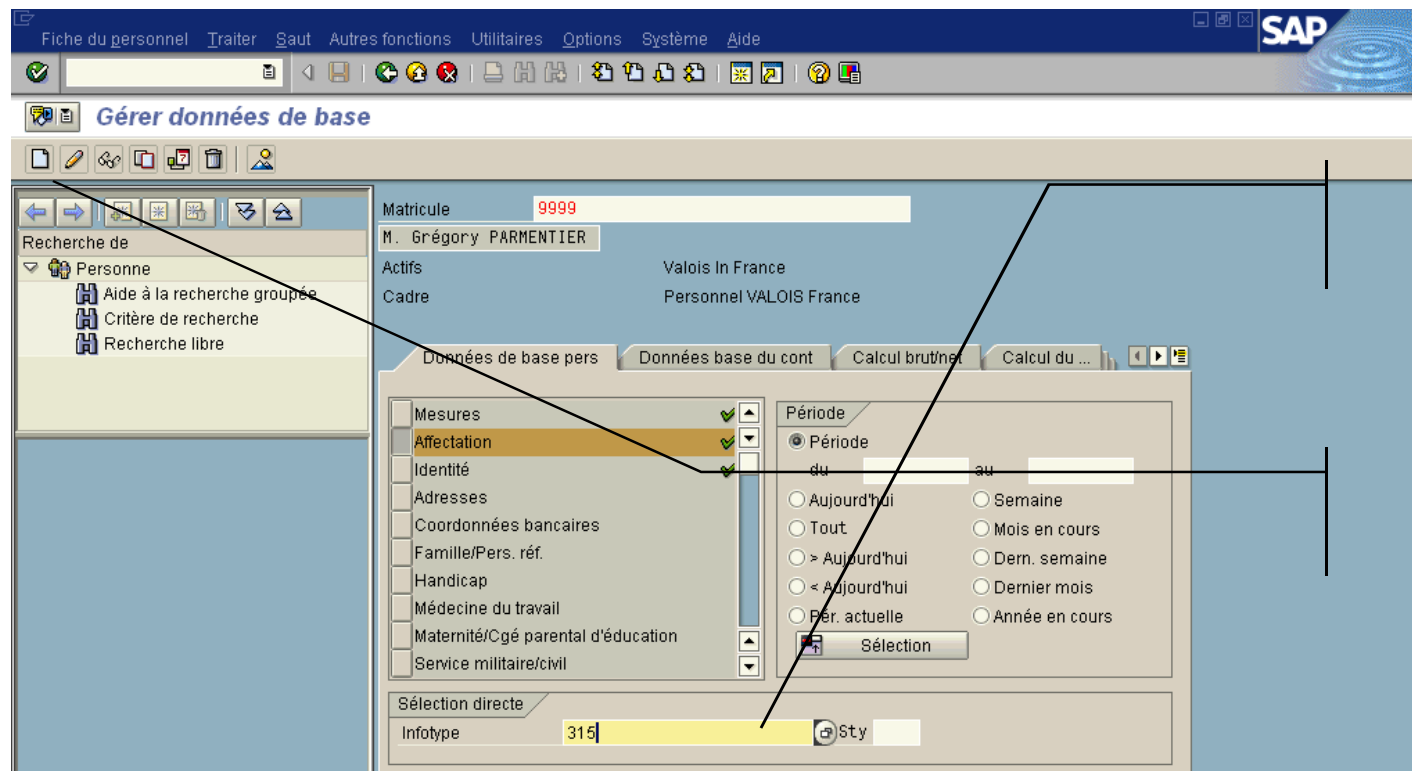 Fiche du personnel Traiter Saut Autres fonctions Utilitaires Options Système Aide
SAP
Gérer données de base
Matricule 9999
M. Grégory PARMENTIER
Recherche de
Actifs Valois In France
Personne
Cadre Personnel VALOIS France
Aide à la recherche groupée
Critère de recherche
Recherche libre
Données de base pers Données base du cont Calcul brut/net Calcul du ...
Mesures
Affectation
Identité
Adresses
Coordonnées bancaires
Famille/Pers. réf.
Handicap
Médecine du travail
Maternité/Cgé parental d'éducation
Service militaire/civil
Période
Période
du au
Aujourd'hui Semaine
Tout Mois en cours
> Aujourd'hui Dern. semaine
< Aujourd'hui Dernier mois
Pér. actuelle Année en cours
Sélection
Sélection directe
Infotype 315 Sty